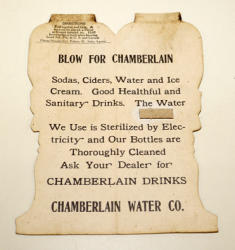 DIRECTIONS
BLOW FOR CHAMBERLAIN
Sodas, Ciders, Water and Ice
Cream. Good Healthful and
Sanitary Drinks. The Water
We Use is Sterilized by Elec-
tricity and Our Bottles are
Thoroughly Cleaned
Ask Your Dealer for
CHAMBERLAIN DRINKS
CHAMBERLAIN WATER CO.